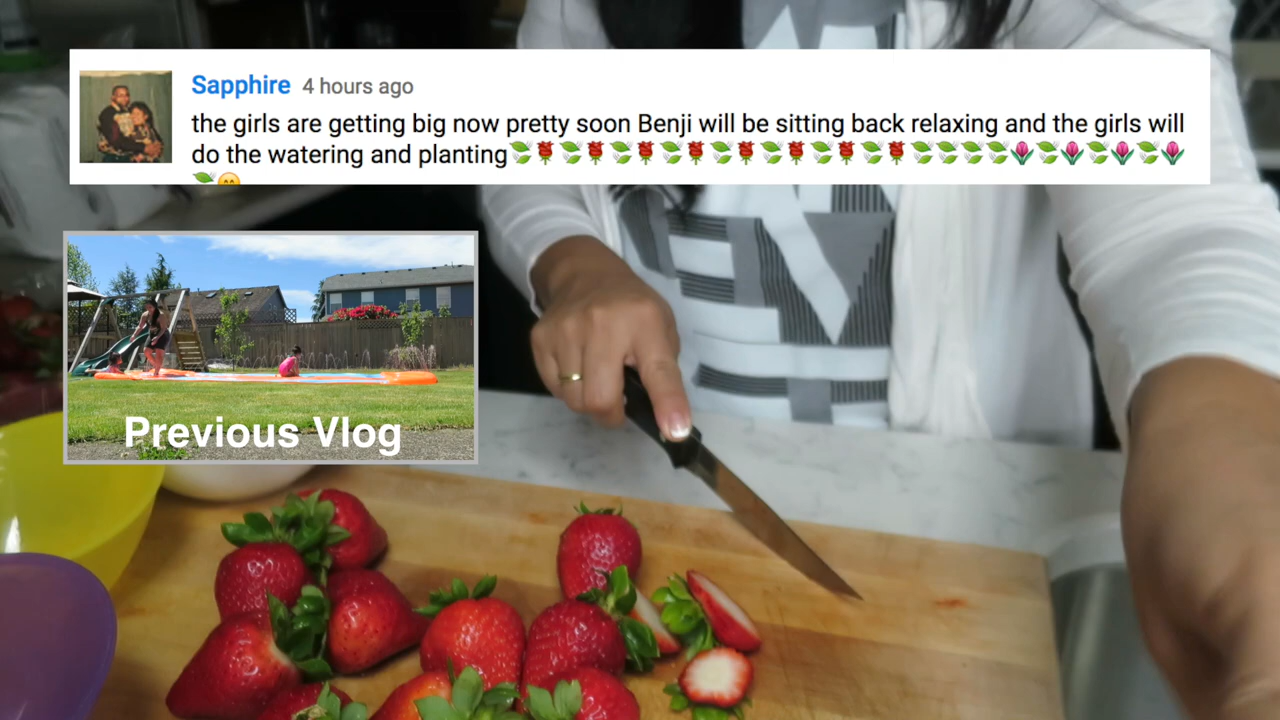 Sapphire 4 hours ago
the girls are getting big now pretty soon Benji will be sitting back relaxing and the girls will
do the watering and planting🍃🌹🍃🌹🍃🌹🍃🌹🍃🌹🍃🌹🍃🌹🍃🌹🍃🍃🍃🍃🌷🍃🌷🍃🌷🍃🌷
🍃😊
Previous Vlog